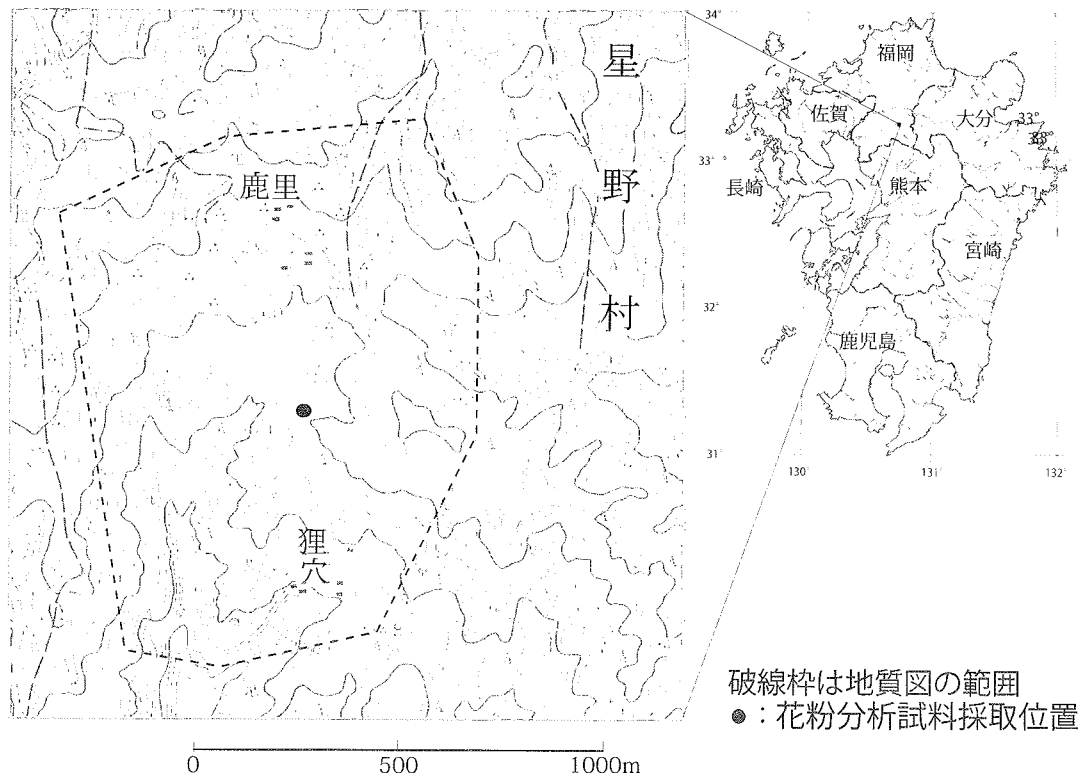 星野村
鹿里
狸穴
0 500 1000m
34°
福岡
佐賀
大分
33°
33°
33°
長崎
熊本
宮崎
32°
鹿児島
31°
130 131 132°
破線枠は地質図の範囲
●：花粉分析試料採取位置